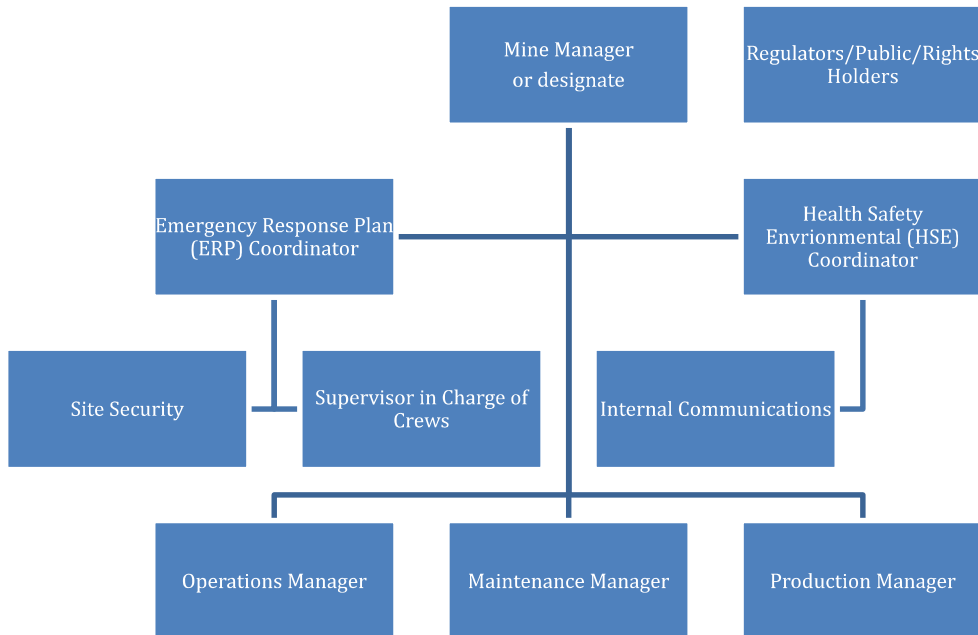 Mine Manager
or designate
Regulators/Public/Rights
Holders
Emergency Response Plan
(ERP) Coordinator
Health Safety
Envrionmental (HSE)
Coordinator
Site Security
Supervisor in Charge of
Crews
Internal Communications
Operations Manager
Maintenance Manager
Production Manager